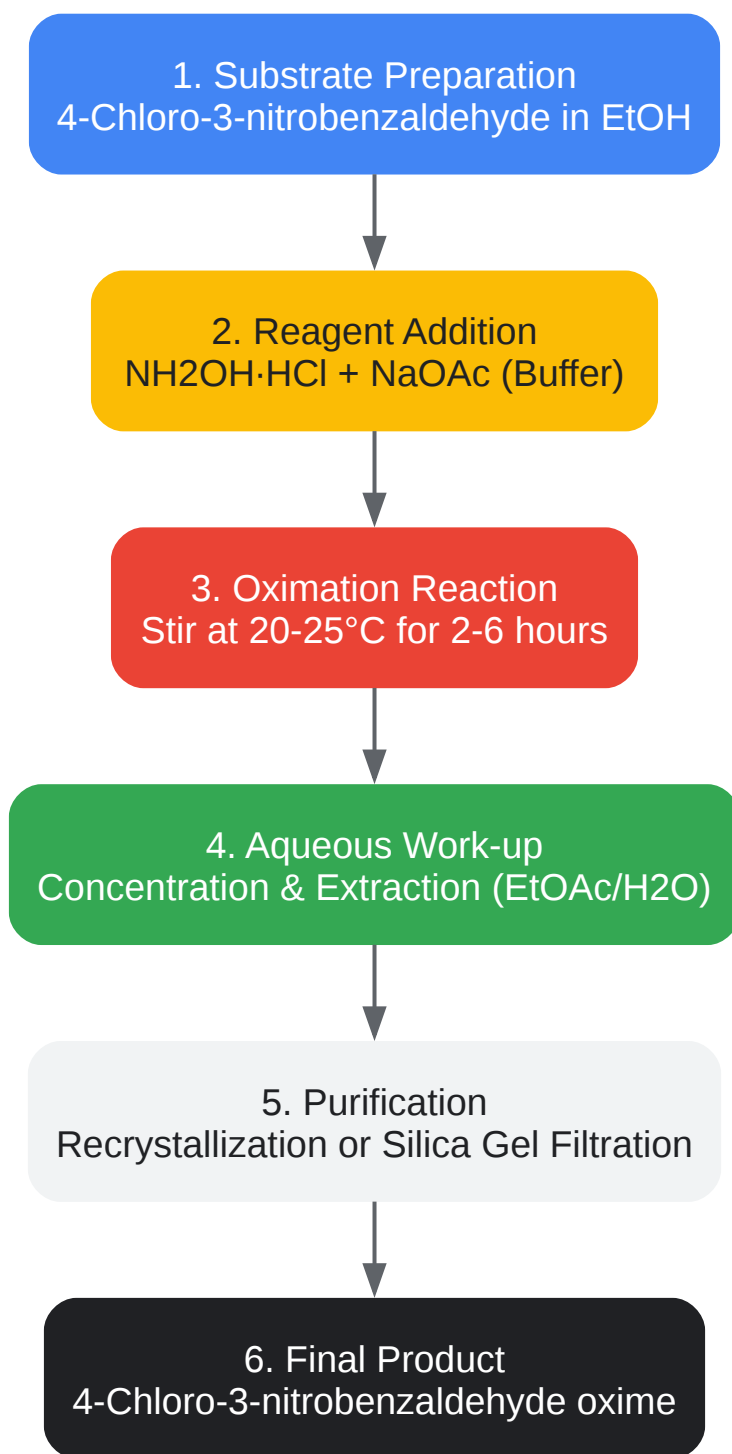 1. Substrate Preparation
4-Chloro-3-nitrobenzaldehyde in EtOH
2. Reagent Addition
NH2OH·HCl + NaOAc (Buffer)
3. Oximation Reaction
Stir at 20-25°C for 2-6 hours
4. Aqueous Work-up
Concentration & Extraction (EtOAc/H2O)
5. Purification
Recrystallization or Silica Gel Filtration
6. Final Product
4-Chloro-3-nitrobenzaldehyde oxime